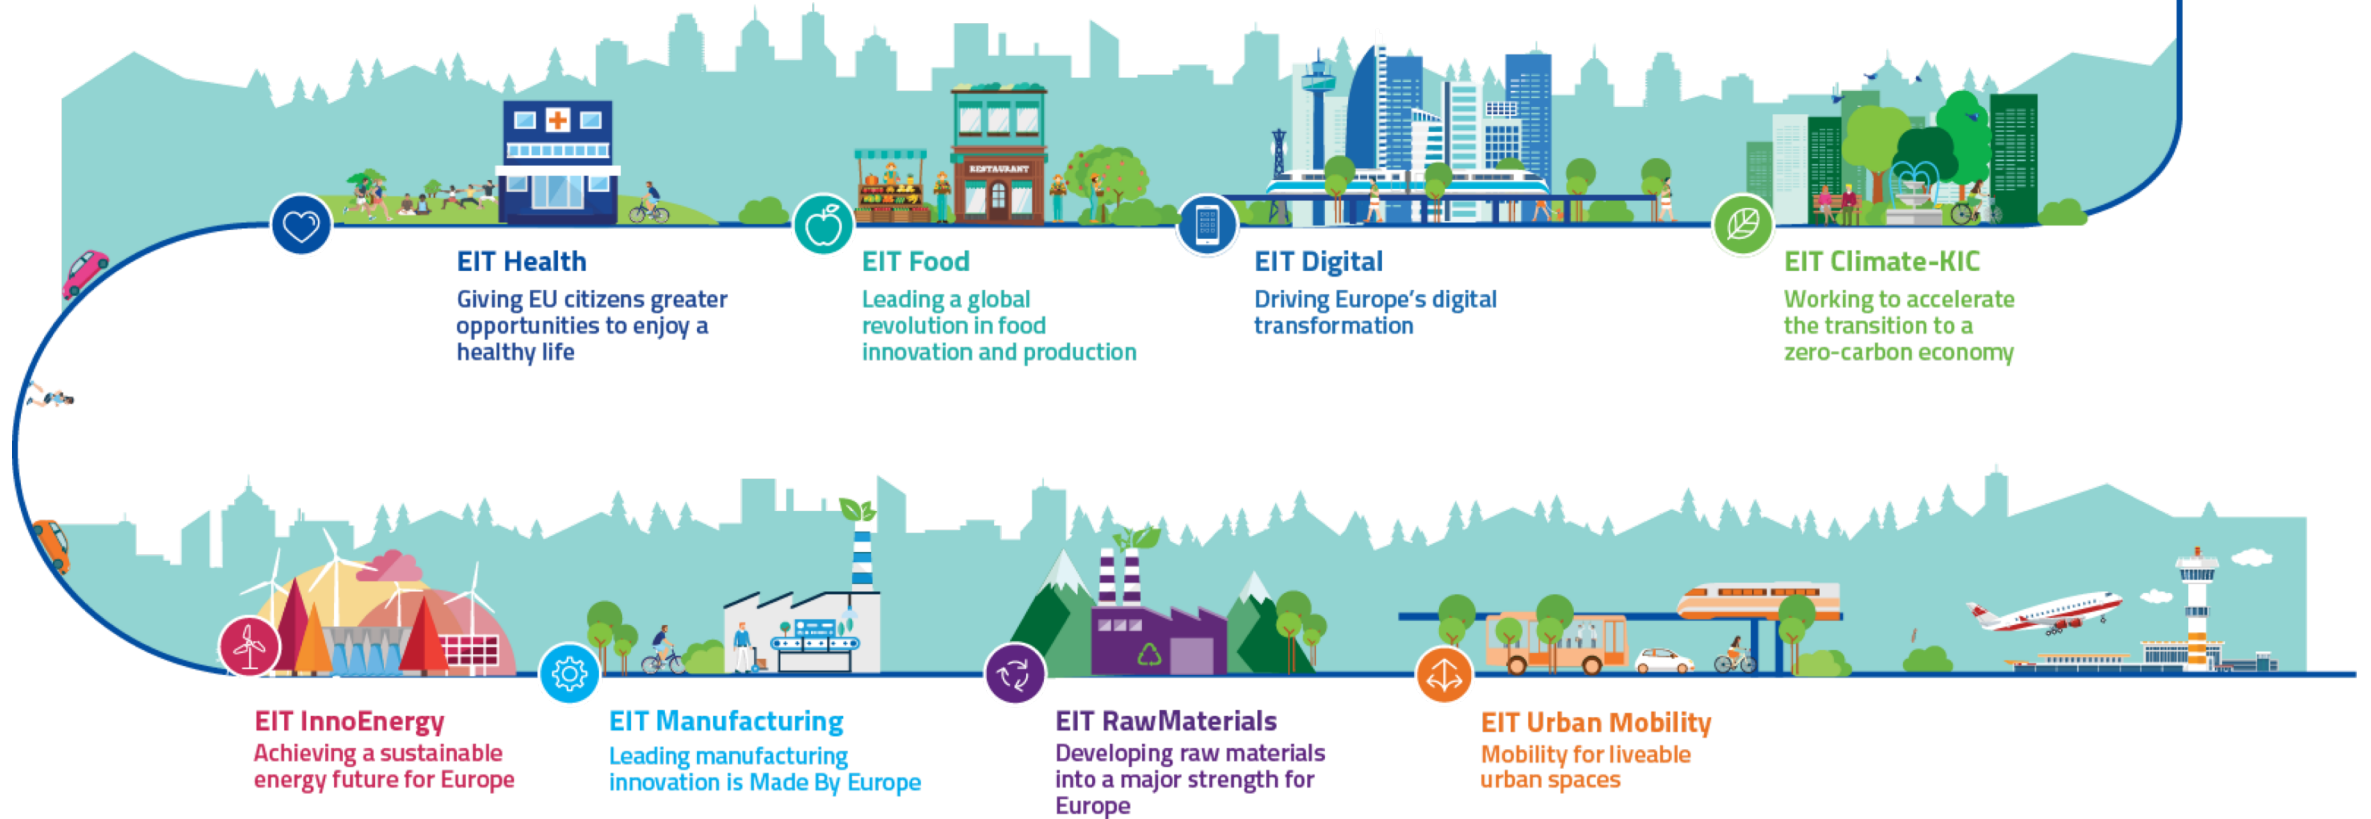 RESTAURANT
EIT Health
Giving EU citizens greater
opportunities to enjoy a
healthy life
EIT Food
Leading a global
revolution in food
innovation and production
EIT Digital
Driving Europe's digital
transformation
EIT Climate-KIC
Working to accelerate
the transition to a
zero-carbon economy
EIT InnoEnergy
Achieving a sustainable
energy future for Europe
EIT Manufacturing
Leading manufacturing
innovation is Made By Europe
EIT RawMaterials
Developing raw materials
into a major strength for
Europe
EIT Urban Mobility
Mobility for liveable
urban spaces